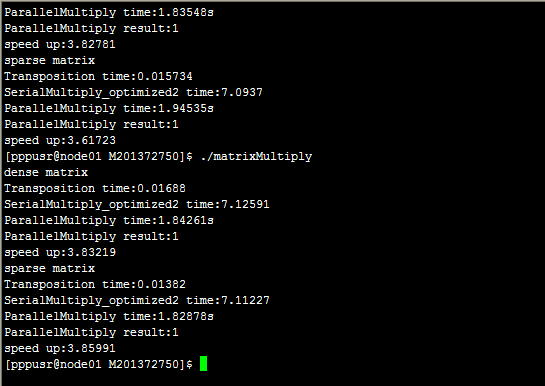 ParallelMultiply time:1.83548s
ParallelMultiply result:1
speed up:3.82781
sparse matrix
Transposition time:0.015734
SerialMultiply_optimized2 time:7.0937
ParallelMultiply time:1.94535s
ParallelMultiply result:1
speed up:3.61723
[pppusr@node01 M201372750]$ ./matrixMultiply
dense matrix
Transposition time:0.01688
SerialMultiply_optimized2 time:7.12591
ParallelMultiply time:1.84261s
ParallelMultiply result:1
speed up:3.83219
sparse matrix
Transposition time:0.01382
SerialMultiply_optimized2 time:7.11227
ParallelMultiply time:1.82878s
ParallelMultiply result:1
speed up:3.85991
[pppusr@node01 M201372750]$